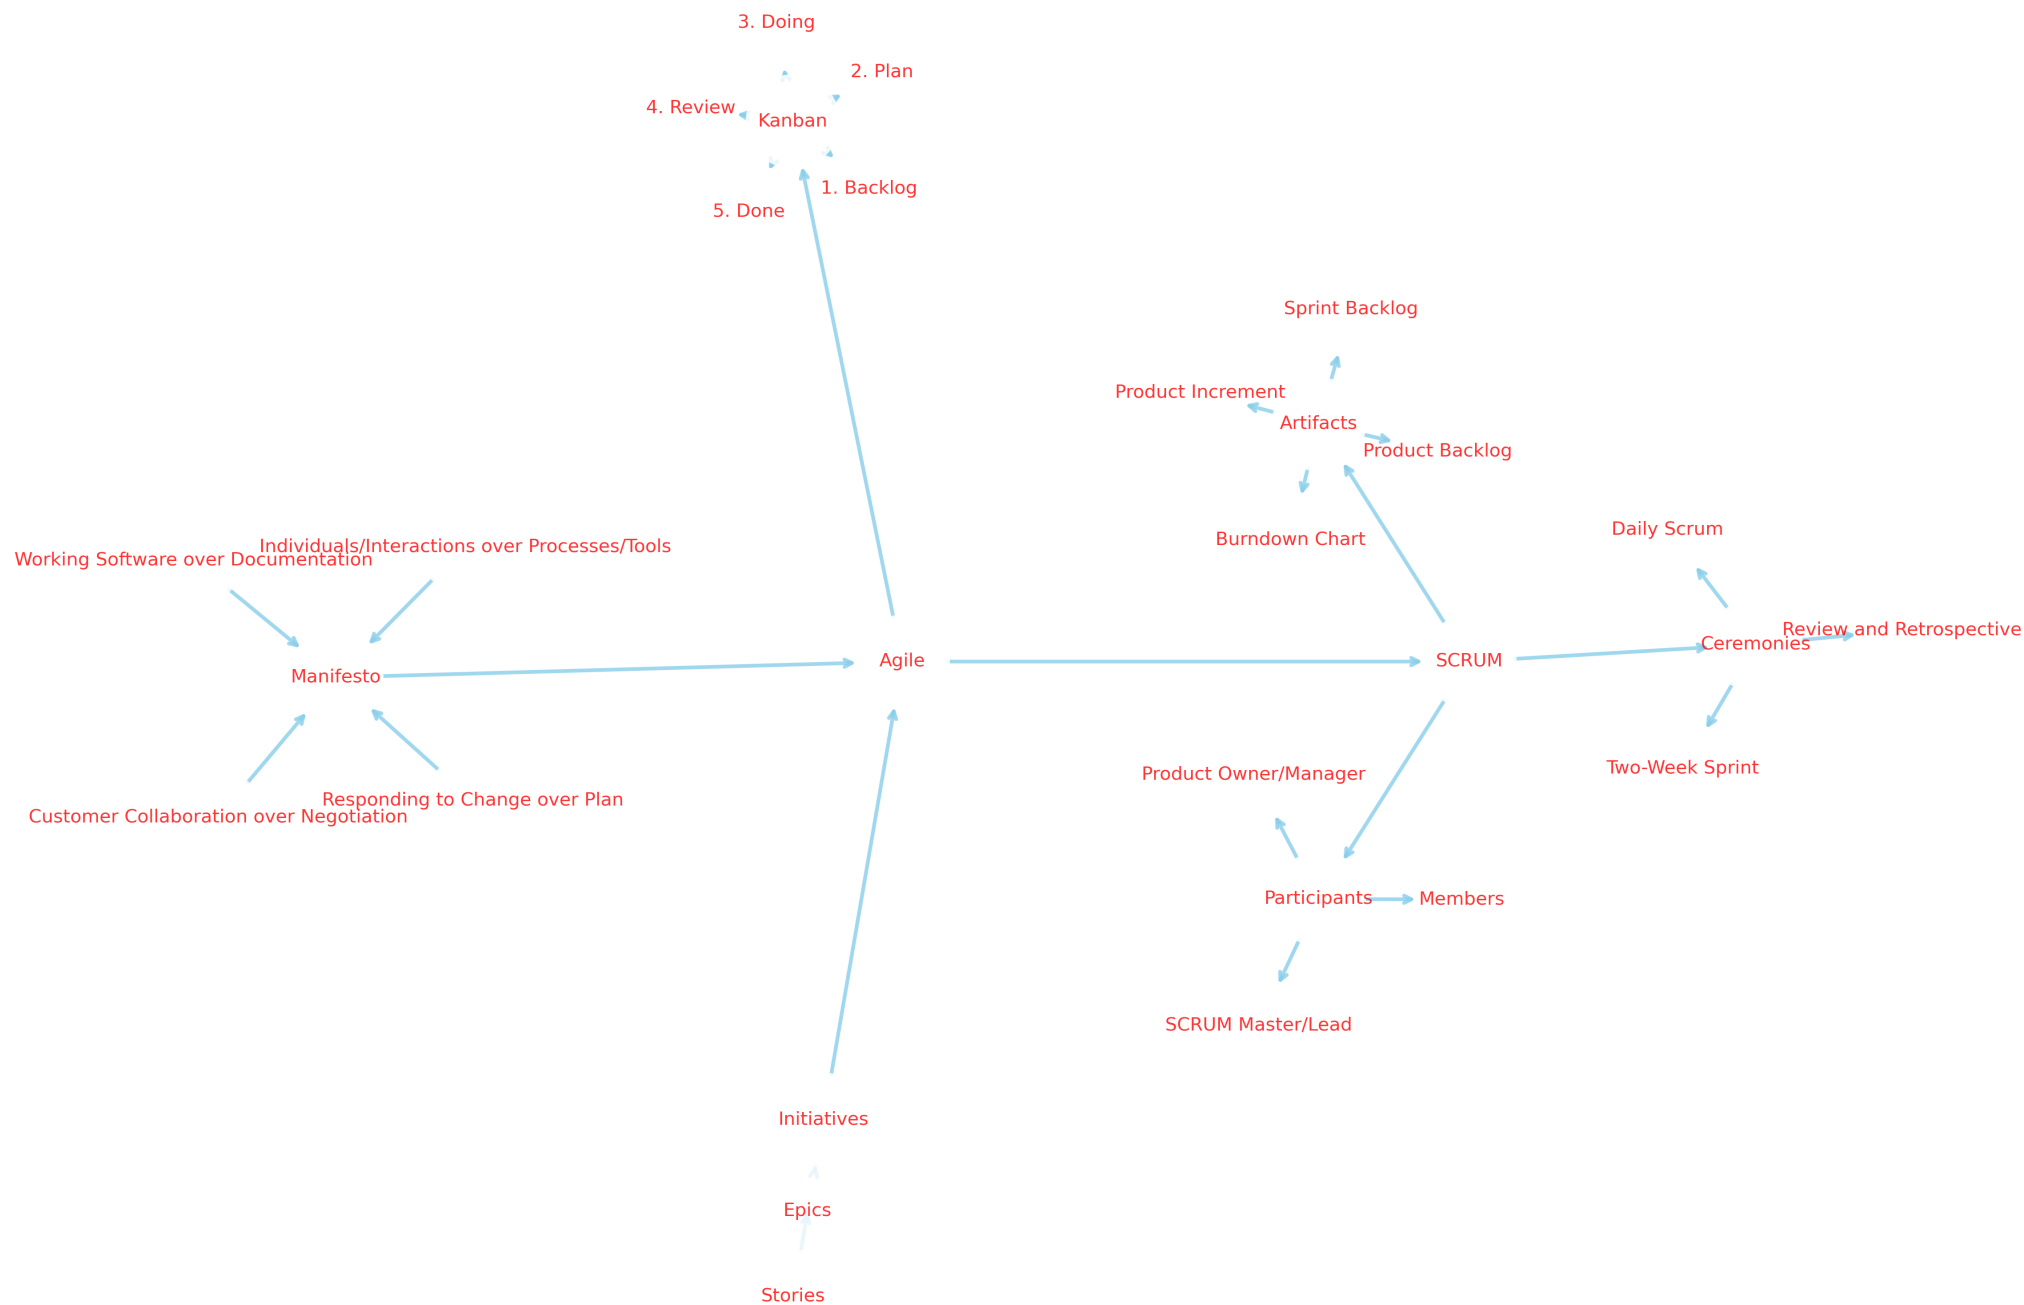 3. Doing
2. Plan
4. Review
Kanban
1. Backlog
5. Done
Sprint Backlog
Product Increment
Artifacts
Product Backlog
Burndown Chart
Daily Scrum
Individuals/Interactions over Processes/Tools
Working Software over Documentation
Review and Retrospective
Ceremonies
Agile
SCRUM
Manifesto
Two-Week Sprint
Product Owner/Manager
Responding to Change over Plan
Customer Collaboration over Negotiation
Participants
Members
SCRUM Master/Lead
Initiatives
Epics
Stories